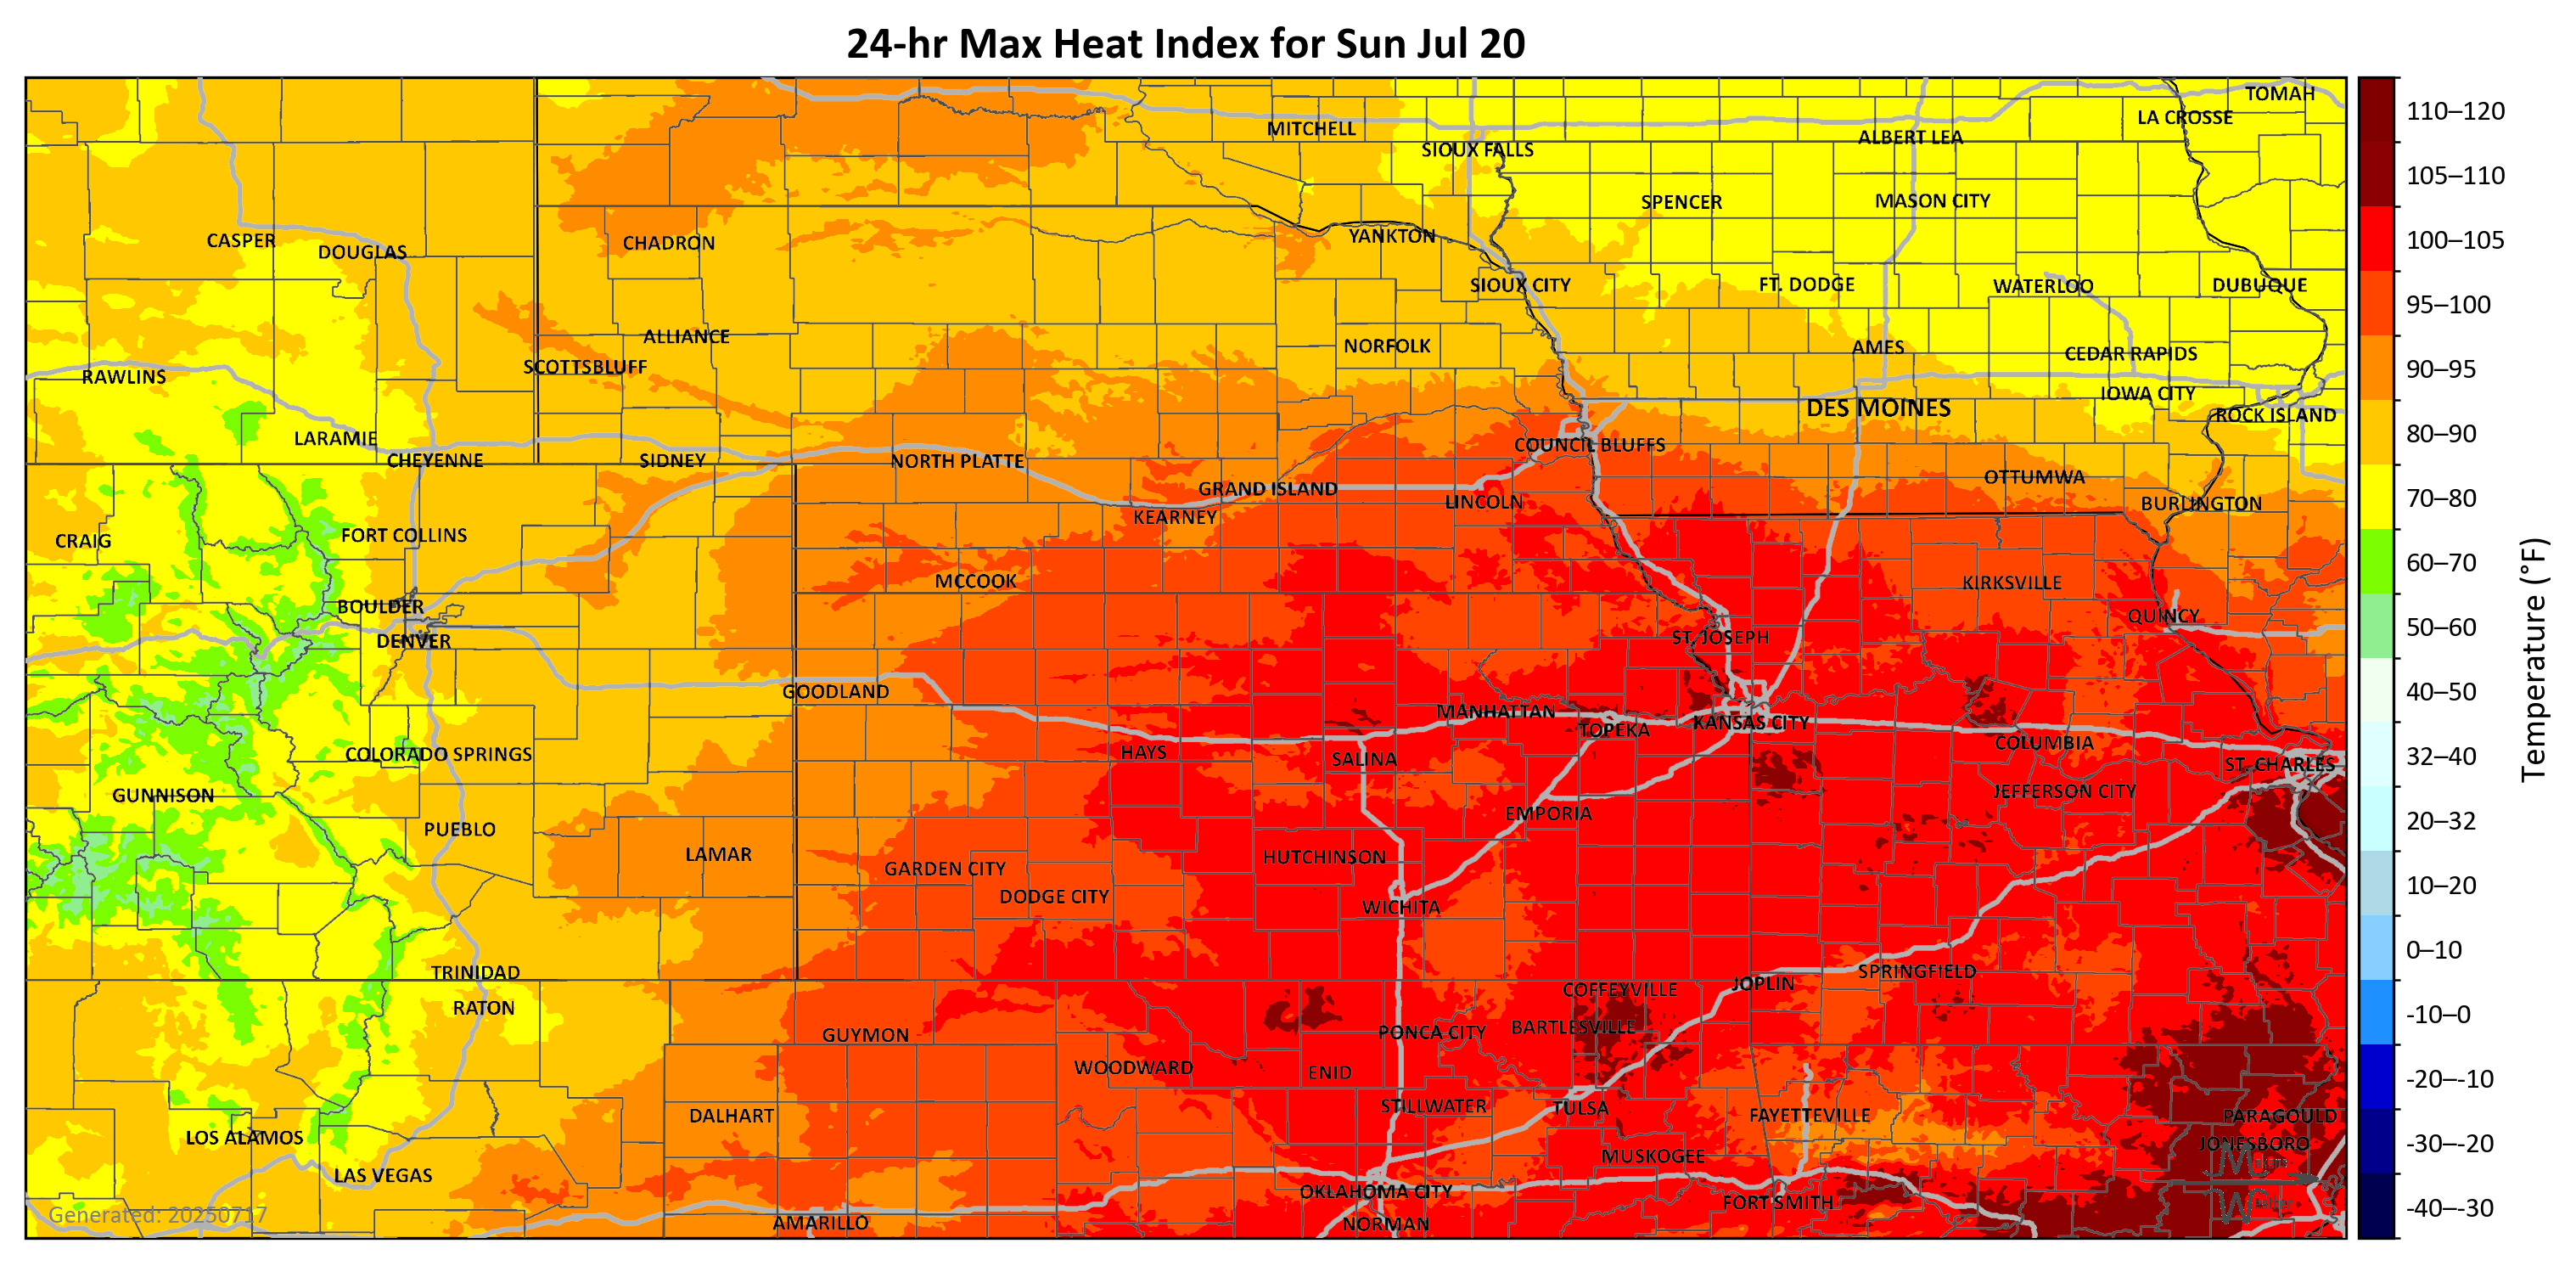 24-hr Max Heat Index for Sun Jul 20
TOMAH
LA CROSSE
MITCHELL
ALBERT LEA
SIOUX FALLS
SPENCER
MASON CITY
CASPER
DOUGLAS
CHADRON
YANKTON
SIOUX CITY
FT. DODGE
WATERLOO
DUBUQUE
ALLIANCE
NORFOLK
AMES
CEDAR RAPIDS
SCOTTSBLUFF
RAWLINS
IOWA CITY
DES MOINES
ROCK ISLAND
LARAMIE
COUNCIL BLUFFS
CHEYENNE
SIDNEY
NORTH PLATTE
OTTUMWA
GRAND ISLAND
LINCOLN
BURLINGTON
KEARNEY
FORT COLLINS
CRAIG
MCCOOK
KIRKSVILLE
BOULDER
QUINCY
DENVER
ST. JOSEPH
GOODLAND
MANHATTAN
KANSAS CITY
TOPEKA
COLUMBIA
COLORADO SPRINGS
HAYS
SALINA
ST. CHARLES
GUNNISON
JEFFERSON CITY
EMPORIA
PUEBLO
LAMAR
HUTCHINSON
GARDEN CITY
DODGE CITY
WICHITA
TRINIDAD
SPRINGFIELD
JOPLIN
COFFEYVILLE
RATON
BARTLESVILLE
GUYMON
PONCA CITY
WOODWARD
ENID
STILLWATER
TULSA
DALHART
FAYETTEVILLE
PARAGOULD
LOS ALAMOS
JONESBORO
MUSKOGEE
LAS VEGAS
OKLAHOMA CITY
FORT SMITH
AMARILLO
NORMAN
Generated: 20250717
110–120
105–110
100–105
95–100
90–95
80–90
70–80
60–70
50–60
40–50
32–40
20–32
10–20
0–10
-10–0
-20–-10
-30–-20
-40–-30
Temperature (°F)